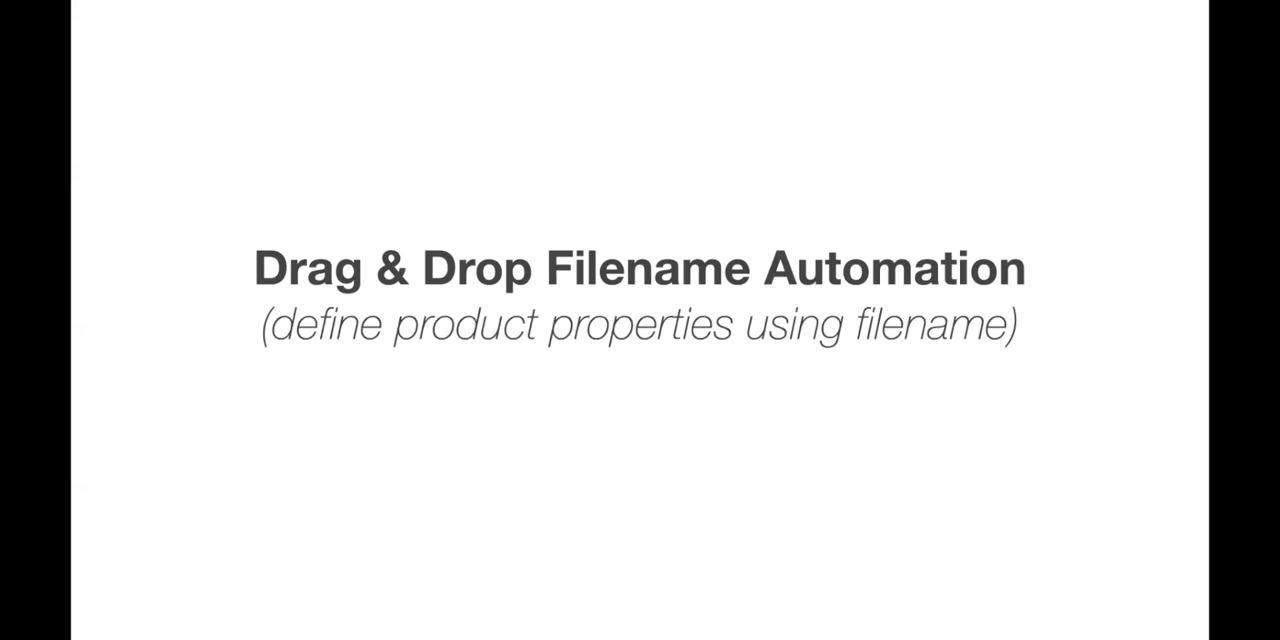 Drag & Drop Filename Automation
(define product properties using filename)